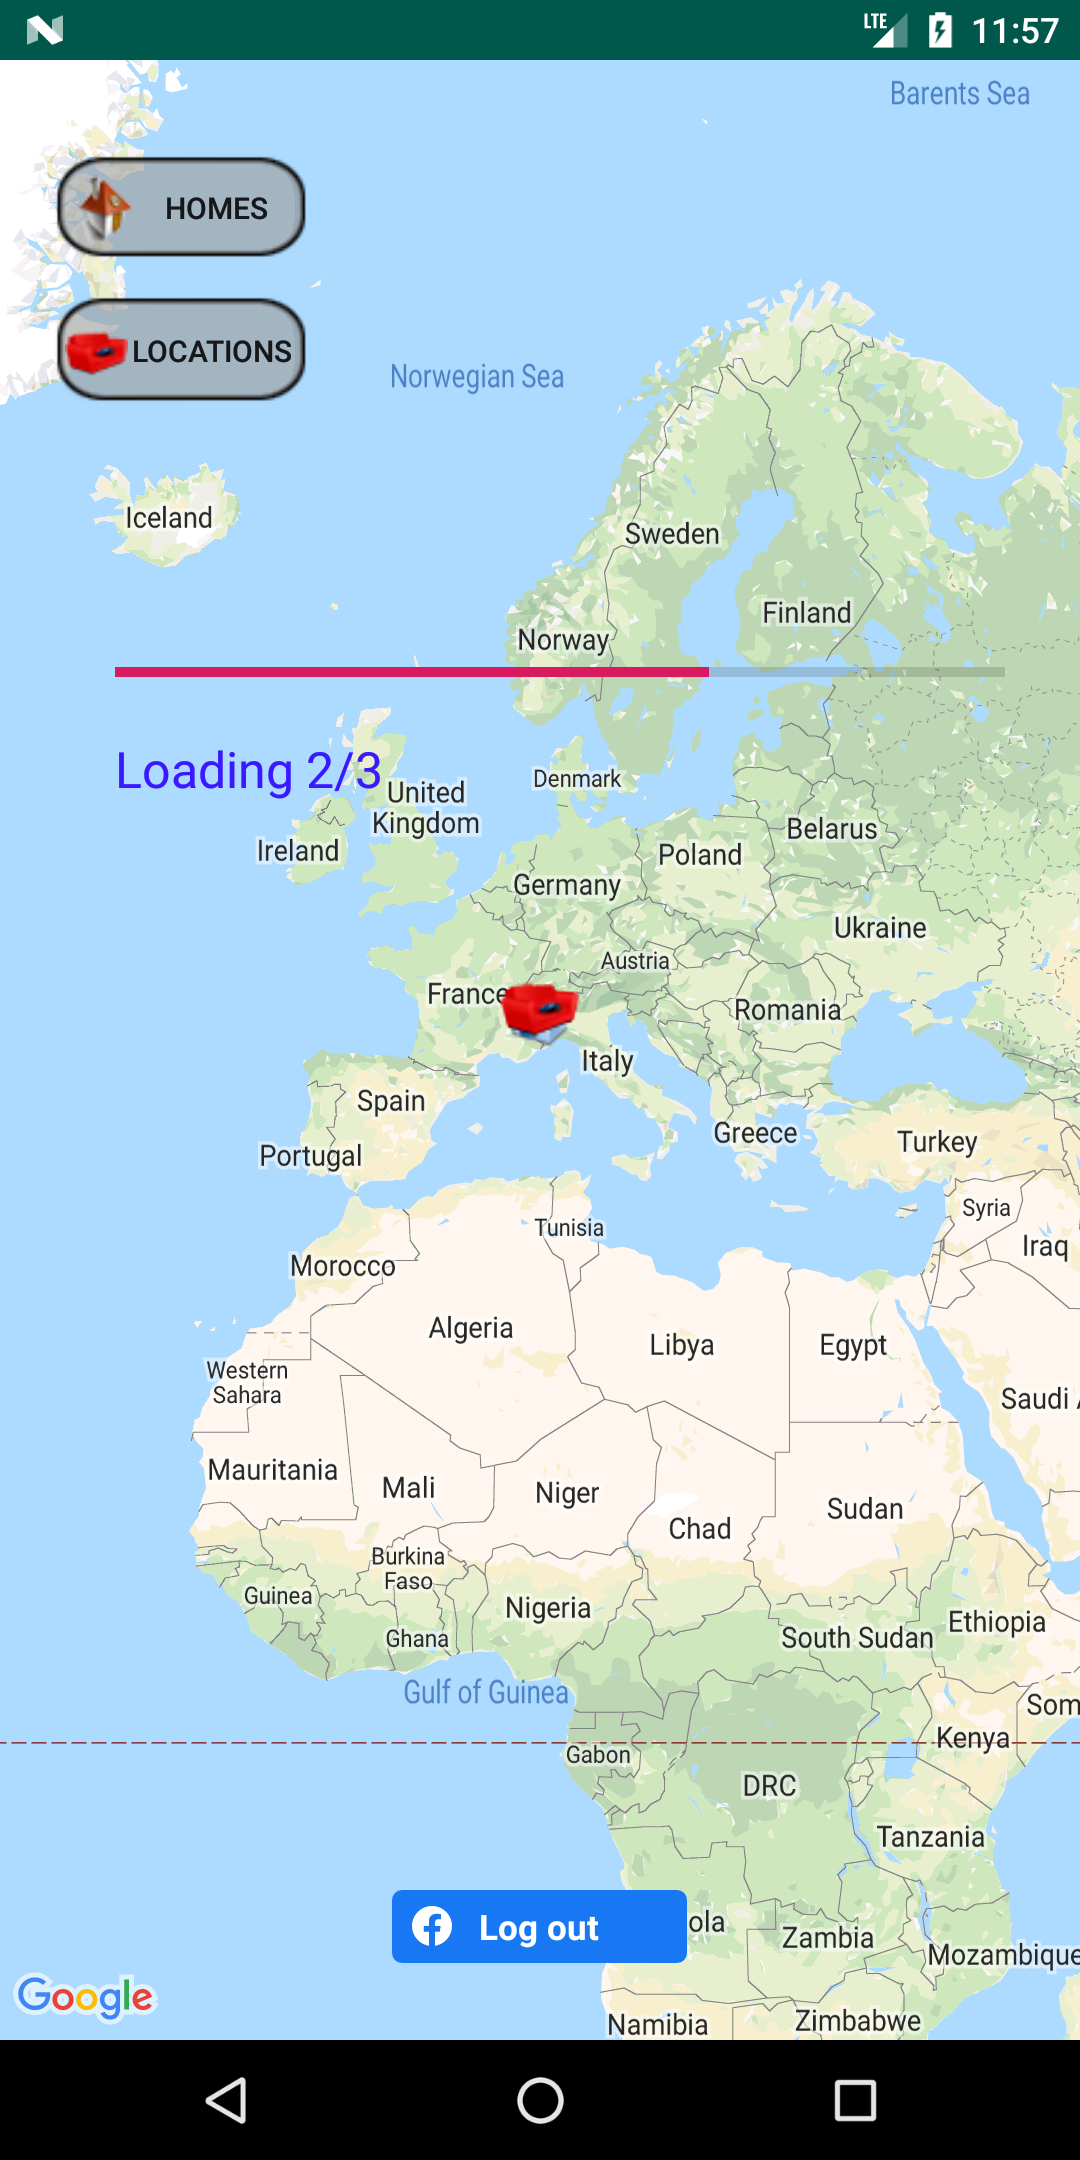 LTE 11:57
Barents Sea
HOMES
LOCATIONS
Norwegian Sea
Iceland
Sweden
Finland
Norway
Loading 2/3
Denmark
United
Kingdom
Belarus
Ireland
Poland
Germany
Ukraine
Austria
France
Romania
Italy
Spain
Greece
Turkey
Portugal
Syria
Tunisia
Iraq
Morocco
Algeria
Libya
Egypt
Western
Sahara
Saudi A
Mauritania
Mali
Niger
Sudan
Chad
Burkina
Faso
Guinea
Nigeria
Ethiopia
Ghana
South Sudan
Gulf of Guinea
Som
Kenya
Gabon
DRC
Tanzania
Log out
ola
Zambia
Mozambique
Google
Namibia
Zimbabwe